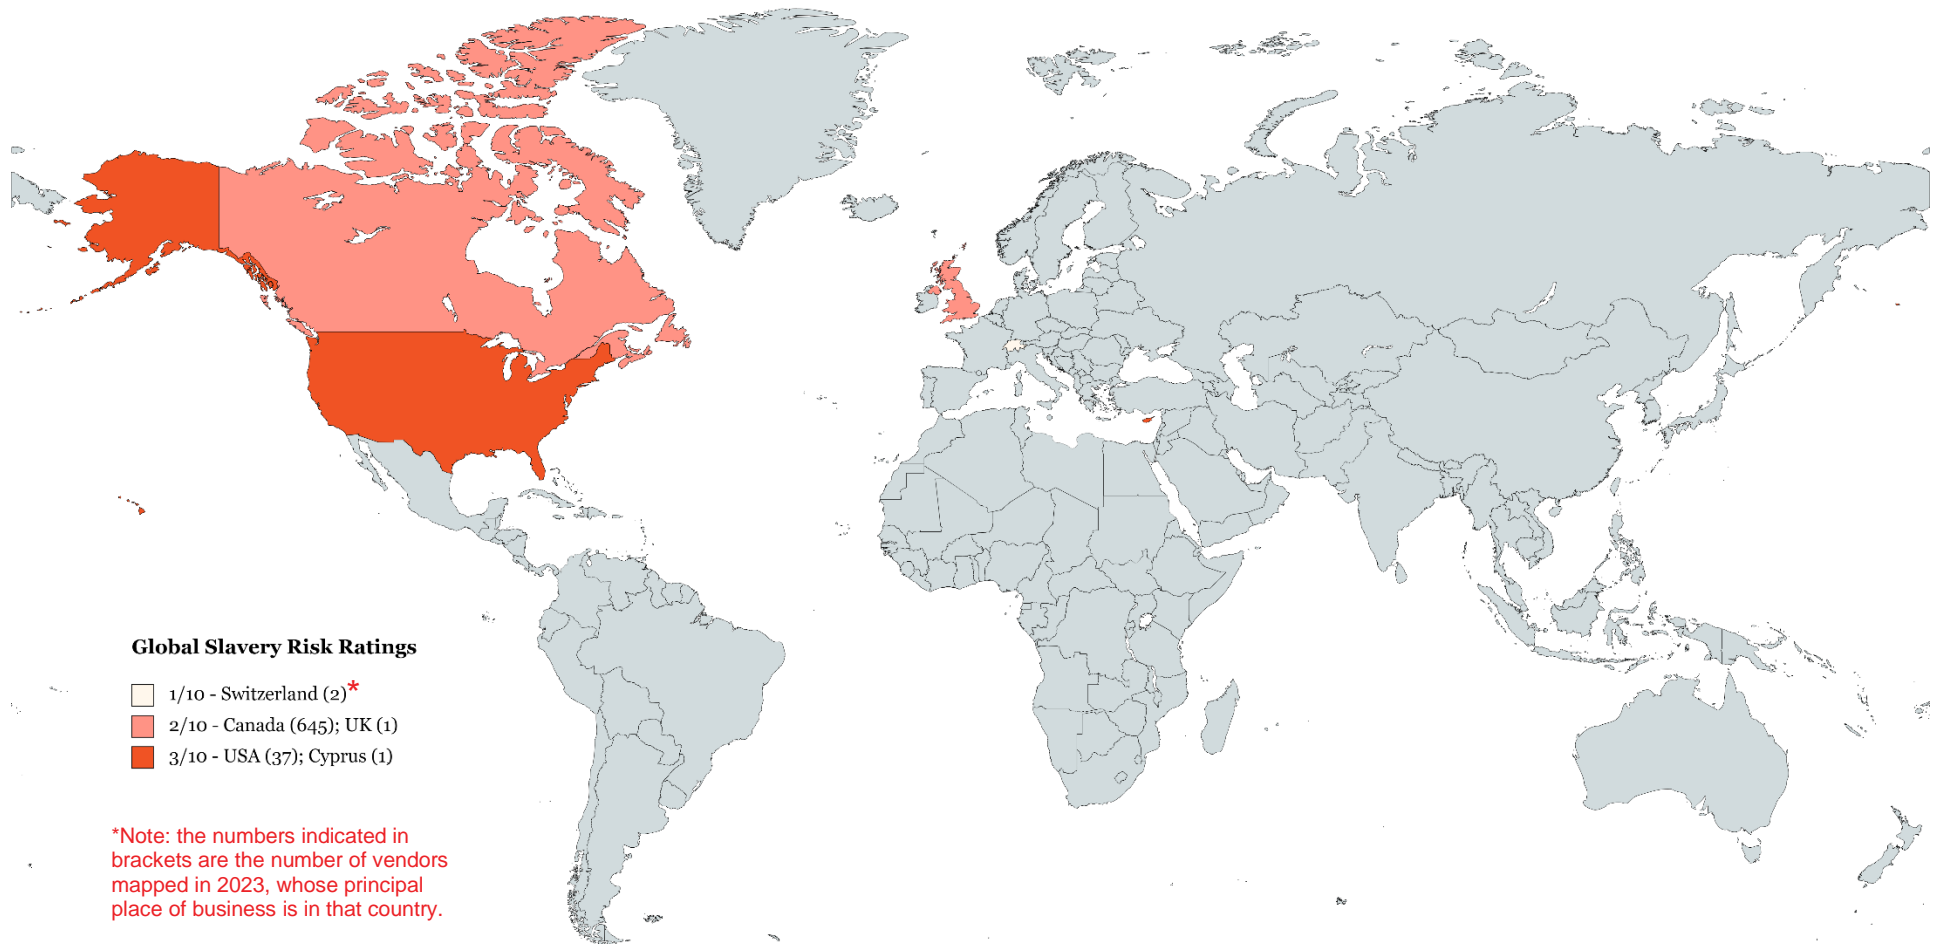 Global Slavery Risk Ratings
1/10 - Switzerland (2)*
2/10 - Canada (645); UK (1)
3/10 - USA (37); Cyprus (1)
*Note: the numbers indicated in
brackets are the number of vendors
mapped in 2023, whose principal
place of business is in that country.